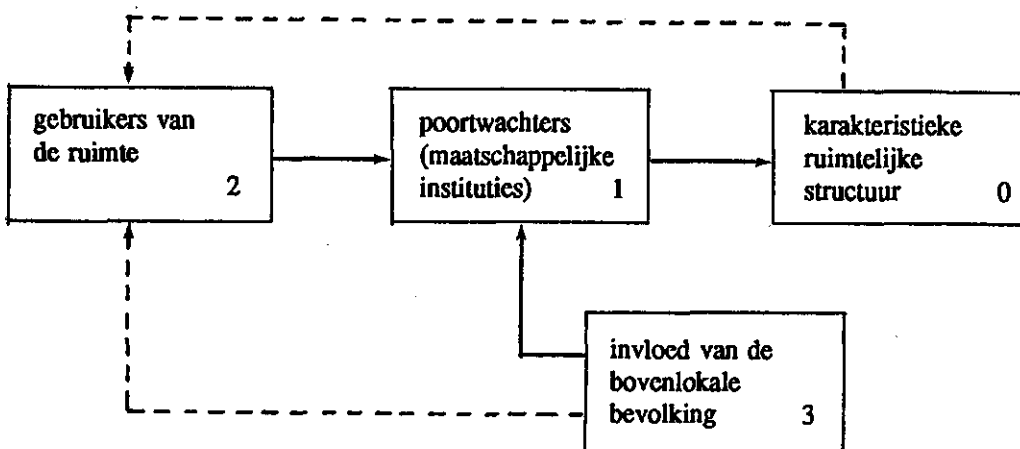 gebruikers van
de ruimte
2
poortwachters
(maatschappelijke
instituties) 1
karakteristieke
ruimtelijke
structuur 0
invloed van de
bovenlokale
bevolking 3